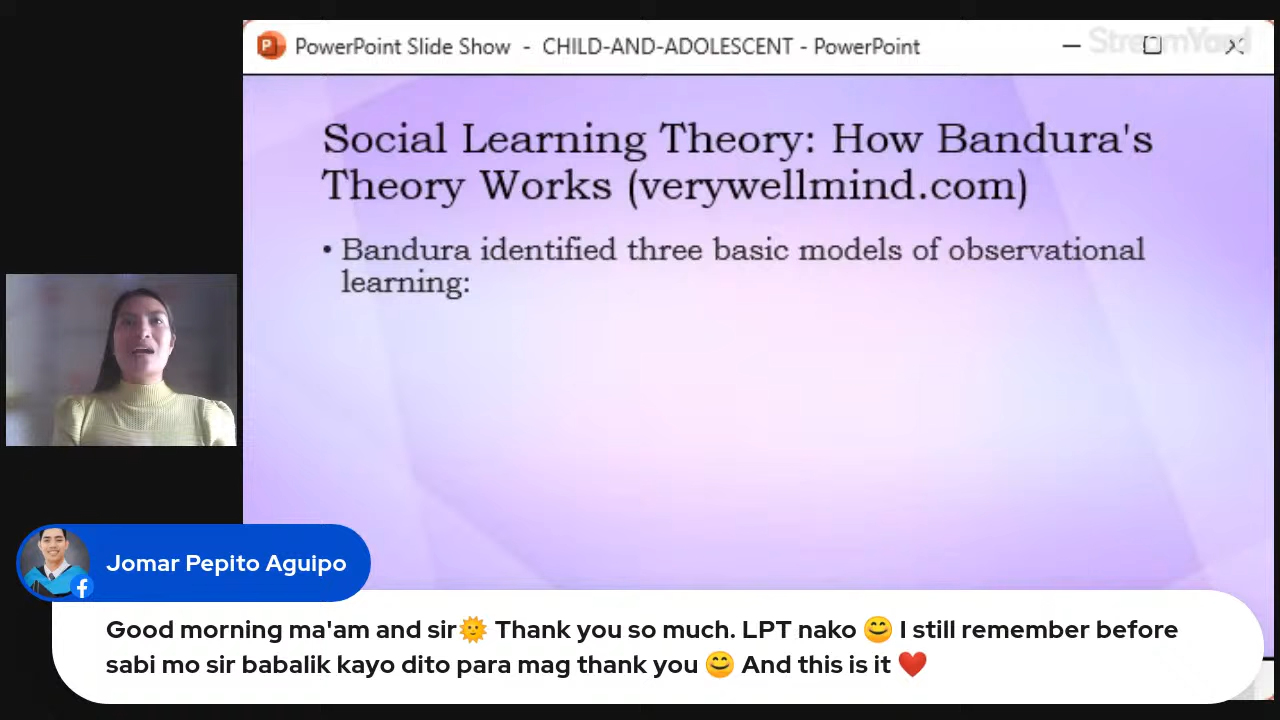 PowerPoint Slide Show - CHILD-AND-ADOLESCENT - PowerPoint
StreamYard
Social Learning Theory: How Bandura's
Theory Works (verywellmind.com)
• Bandura identified three basic models of observational
learning:
Jomar Pepito Aguipo
Good morning ma'am and sir🌞 Thank you so much. LPT nako 😊 I still remember before
sabi mo sir babalik kayo dito para mag thank you 😊 And this is it ❤️